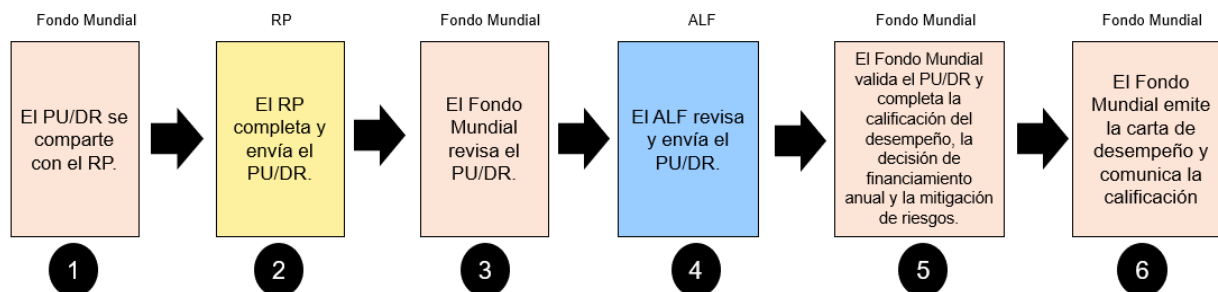 Fondo Mundial
El PU/DR se
comparte
con el RP.
1
RP
El RP
completa y
envía el
PU/DR.
2
Fondo Mundial
El Fondo
Mundial
revisa el
PU/DR.
3
ALF
El ALF revisa
y envía el
PU/DR.
4
Fondo Mundial
El Fondo Mundial
valida el PU/DR y
completa la
calificación del
desempeño, la
decisión de
financiamiento
anual y la mitigación
de riesgos.
5
Fondo Mundial
El Fondo
Mundial emite
la carta de
desempeño y
comunica la
calificación
6